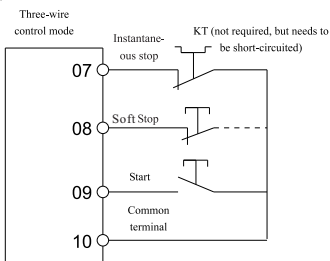 Three-wire
control mode
Instantane-
ous stop
KT (not required, but needs to
be short-circuited)
07
Soft Stop
08
Start
09
Common
terminal
10